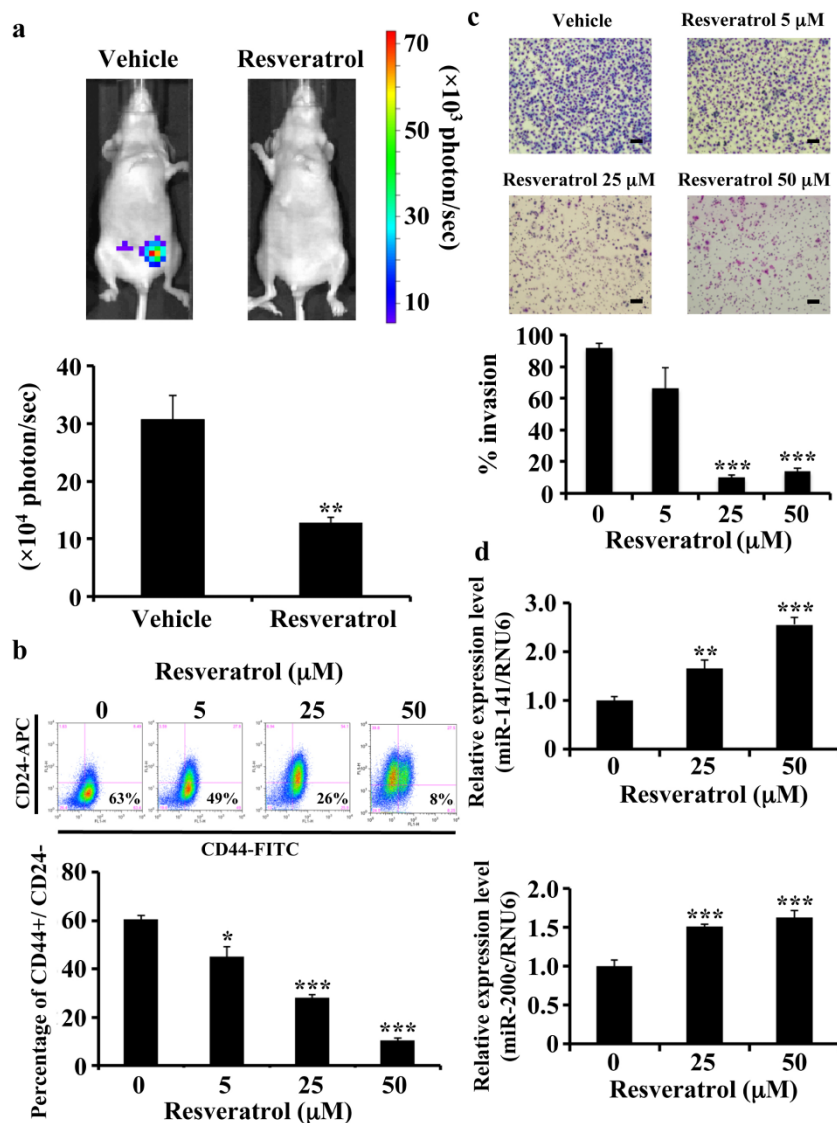 a
Vehicle Resveratrol
70
50
30
10
(×10³ photon/sec)
40
30
20
10
0
(×10⁴ photon/sec)
**
Vehicle Resveratrol
b
Resveratrol (μM)
0 5 25 50
CD24-APC
63% 49% 26% 8%
CD44-FITC
80
60
40
20
0
Percentage of CD44+/ CD24-
* *** ***
0 5 25 50
Resveratrol (μM)
c
Vehicle Resveratrol 5 μM
Resveratrol 25 μM Resveratrol 50 μM
100
80
60
40
20
0
% invasion
*** ***
0 5 25 50
Resveratrol (μM)
d
3.0
2.0
1.0
0
Relative expression level
(miR-141/RNU6)
** ***
0 25 50
Resveratrol (μM)
2.0
1.5
1.0
0.5
0
Relative expression level
(miR-200c/RNU6)
*** ***
0 25 50
Resveratrol (μM)